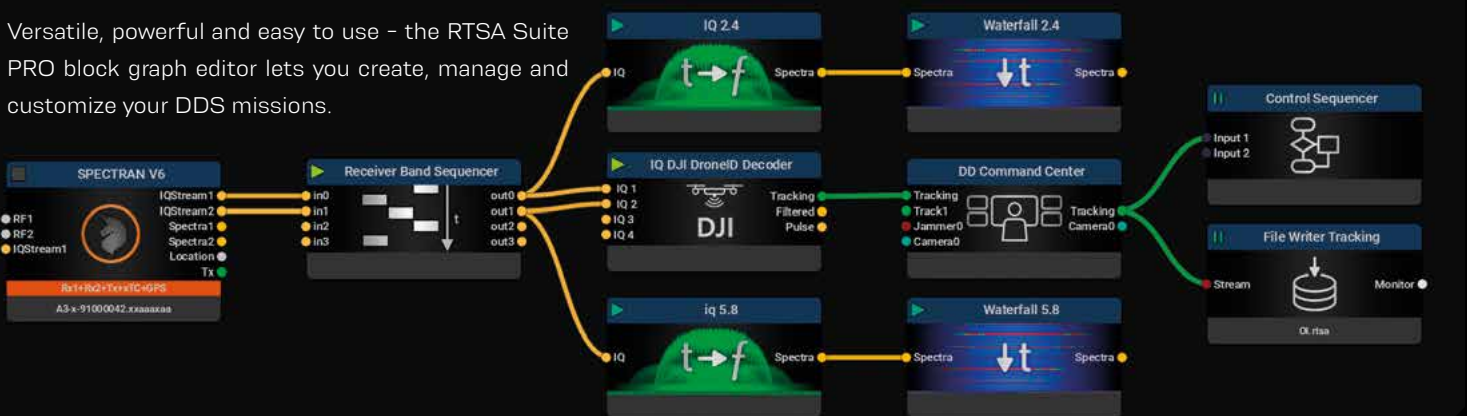 Versatile, powerful and easy to use - the RTSA Suite
PRO block graph editor lets you create, manage and
customize your DDS missions.
SPECTRAN V6
RF1
RF2
IQStream1
IQStream1
IQStream2
Spectra1
Spectra2
Location
Tx
Rx1+Rx2+Tx+xTC+GPS
Receiver Band Sequencer
in0
in1
in2
in3
t
out0
out1
out2
out3
IQ 2.4
IQ
t→f
Spectra
Waterfall 2.4
Spectra
↓t
Spectra
IQ DJI DroneID Decoder
IQ 1
IQ 2
IQ 3
IQ 4
DJI
Tracking
Filtered
Pulse
DD Command Center
Tracking
Track1
Jammer0
Camera0
Tracking
Camera0
iq 5.8
IQ
t→f
Spectra
Waterfall 5.8
Spectra
↓t
Spectra
Control Sequencer
Input 1
Input 2
File Writer Tracking
Stream
Monitor